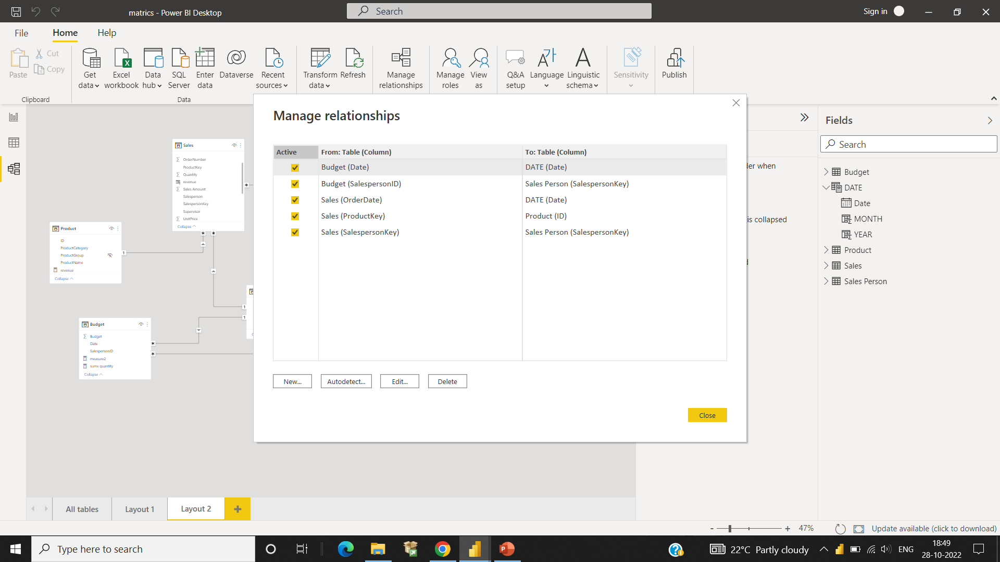 matrics - Power BI Desktop
Search
Sign in
File
Home
Help
Paste
Cut
Copy
Clipboard
Get data
Excel workbook
Data hub
SQL Server
Enter data
Dataverse
Recent sources
Data
Transform data
Refresh
Manage relationships
Manage roles
View as
Q&A setup
Language
Linguistic schema
Sensitivity
Publish
Manage relationships
Active From: Table (Column) To: Table (Column)
Budget (Date) DATE (Date)
Budget (SalespersonID) Sales Person (SalespersonKey)
Sales (OrderDate) DATE (Date)
Sales (ProductKey) Product (ID)
Sales (SalespersonKey) Sales Person (SalespersonKey)
New...
Autodetect...
Edit...
Delete
Close
Sales
OrderNumber
ProductKey
Quantity
revenue
Sales Amount
Salesperson
SalespersonKey
Supervisor
UnitPrice
Collapse
Product
ID
ProductCategory
ProductGroup
ProductName
revenue
Collapse
1
1
1
Budget
Budget
Date
SalespersonID
measure2
sumx quantity
Collapse
der when
is collapsed
Fields
Search
Budget
DATE
Date
MONTH
YEAR
Product
Sales
Sales Person
All tables
Layout 1
Layout 2
47%
Update available (click to download)
Type here to search
22°C Partly cloudy
ENG
18:49
28-10-2022